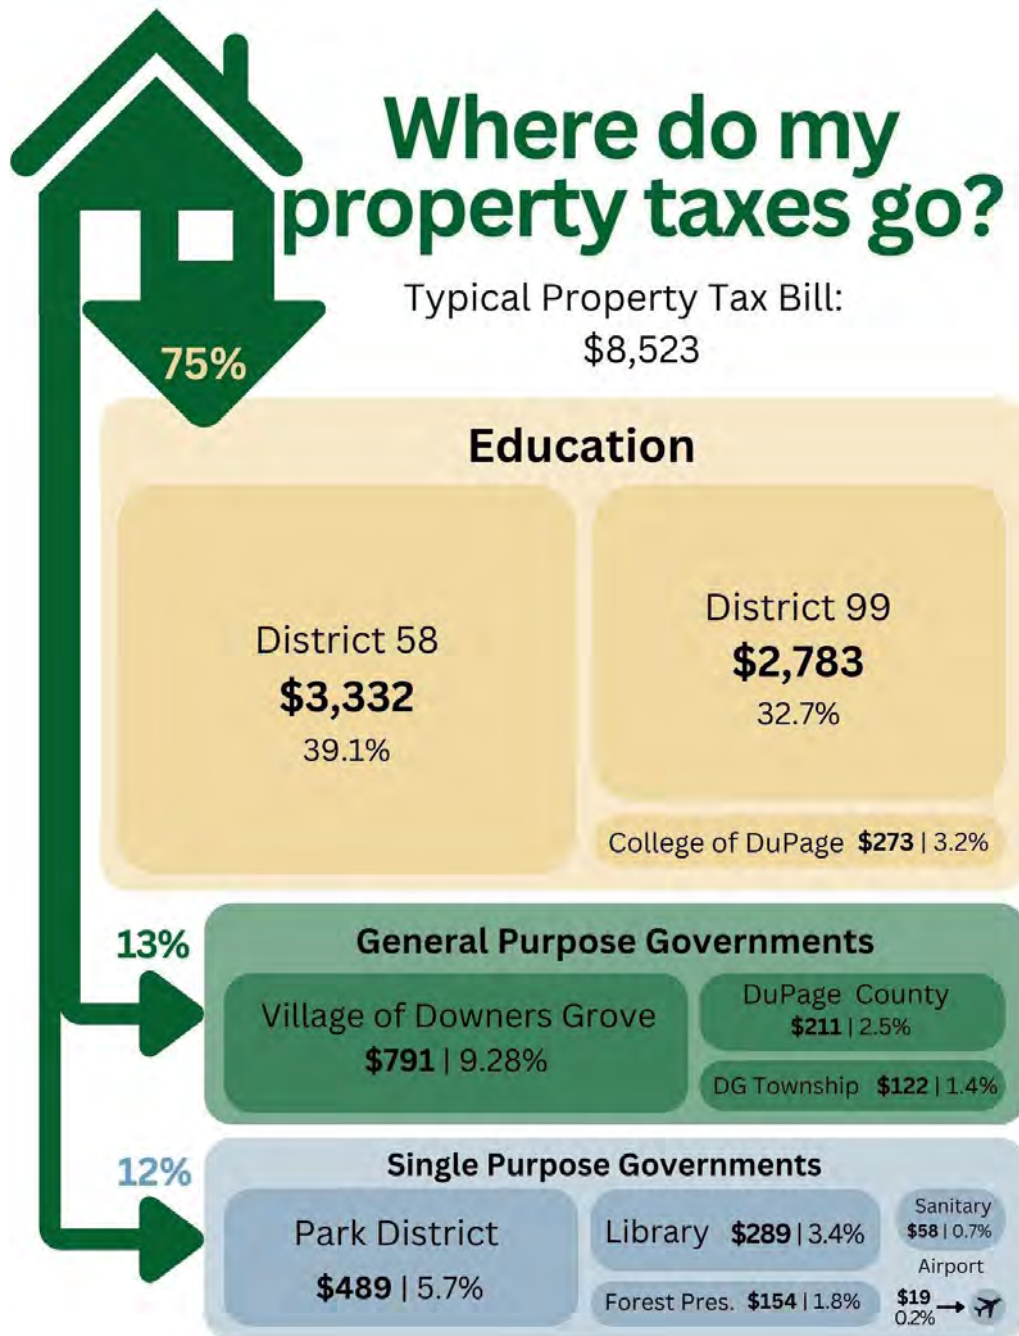 Where do my
property taxes go?
Typical Property Tax Bill:
$8,523
75%
Education
District 58
$3,332
39.1%
District 99
$2,783
32.7%
College of DuPage $273 | 3.2%
13%
General Purpose Governments
Village of Downers Grove
$791 | 9.28%
DuPage County
$211 | 2.5%
DG Township $122 | 1.4%
12%
Single Purpose Governments
Park District
$489 | 5.7%
Library $289 | 3.4%
Forest Pres. $154 | 1.8%
Sanitary
$58 | 0.7%
Airport
$19
0.2%